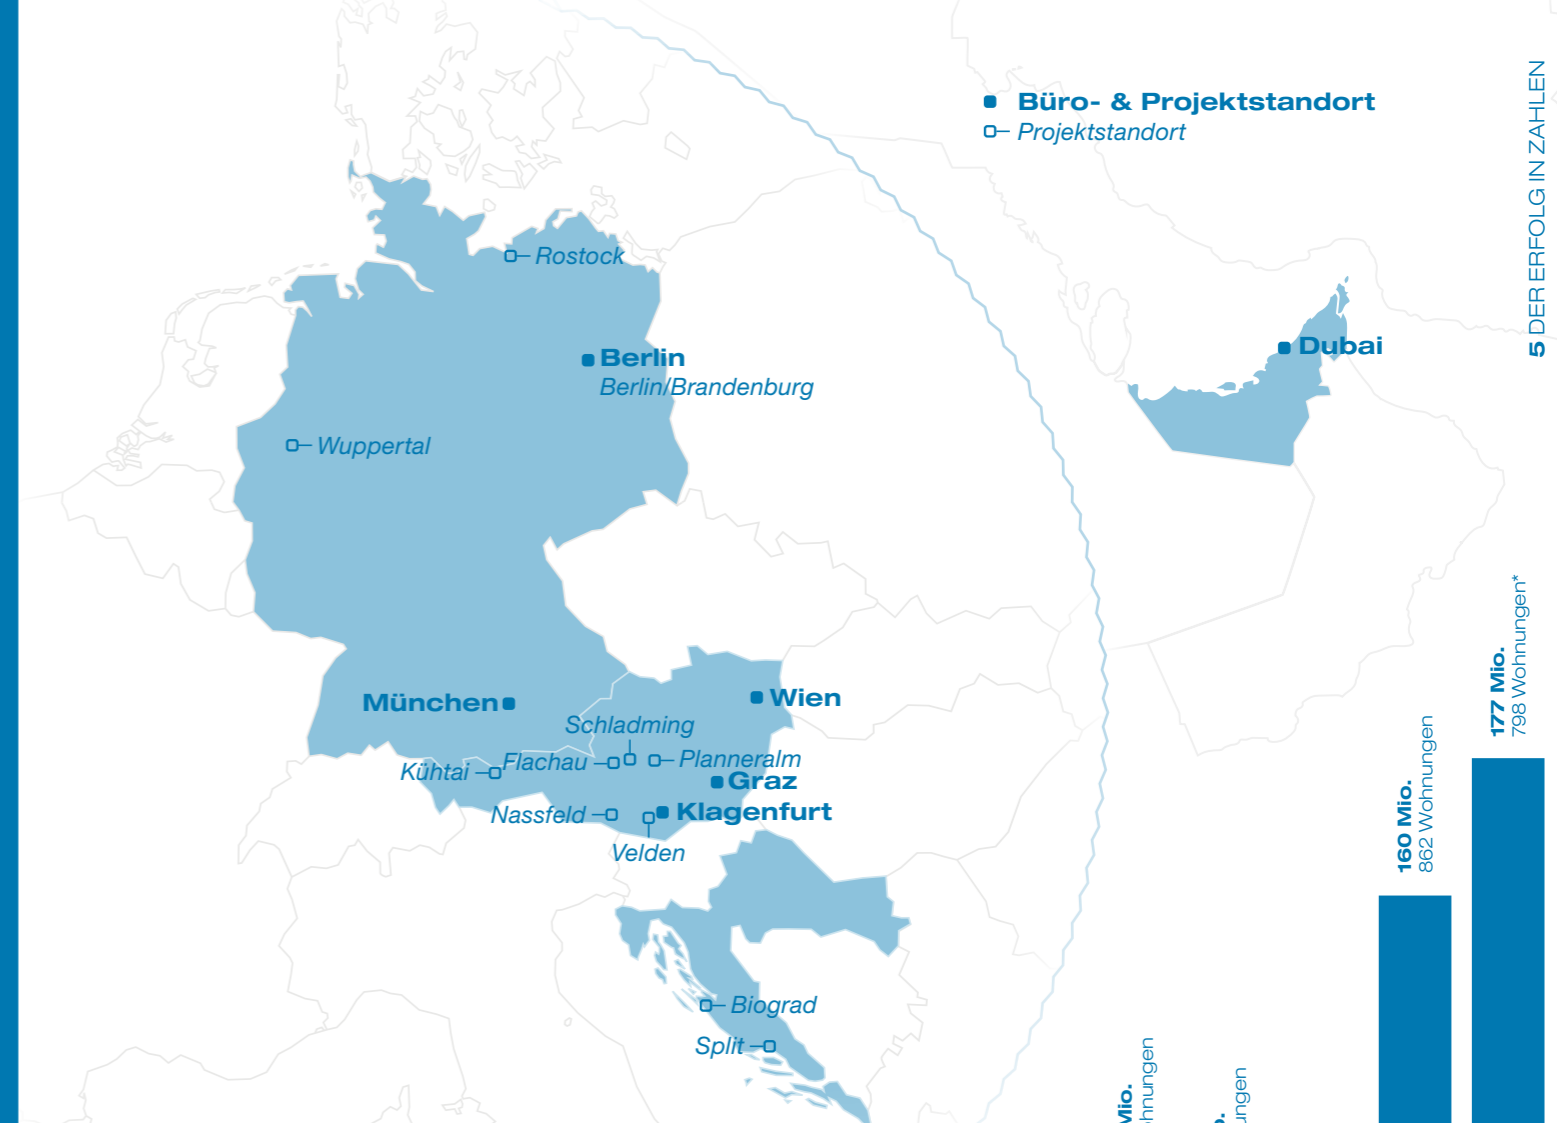 Büro- & Projektstandort
Projektstandort
5 DER ERFOLG IN ZAHLEN
Rostock
Berlin
Berlin/Brandenburg
Dubai
Wuppertal
München
Wien
Schladming
Kühtai
Flachau
Planneralm
Graz
Nassfeld
Klagenfurt
Velden
Biograd
Split
Mio.
160 Mio.
862 Wohnungen
177 Mio.
798 Wohnungen*